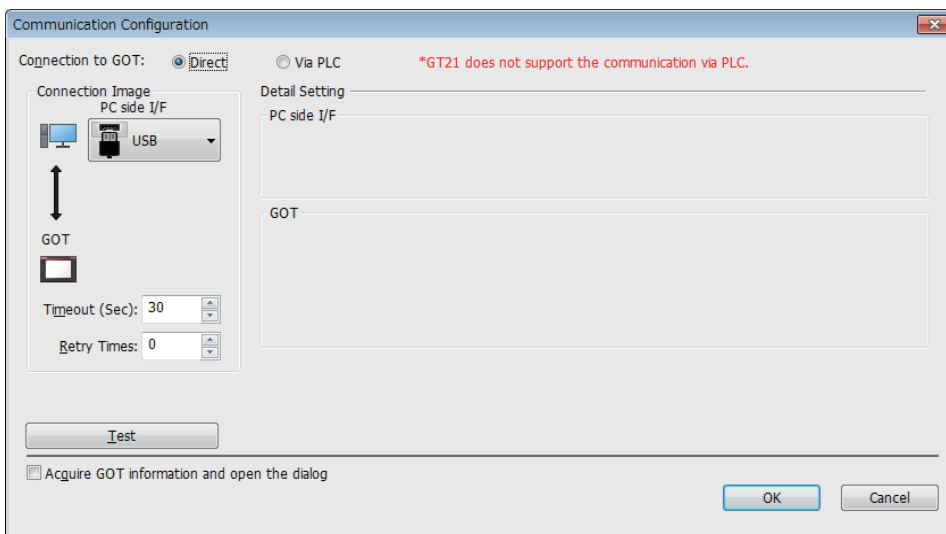 Communication Configuration
Connection to GOT: Direct Via PLC *GT21 does not support the communication via PLC.
Connection Image
PC side I/F
USB
GOT
Timeout (Sec): 30
Retry Times: 0
Detail Setting
PC side I/F
GOT
Test
Acquire GOT information and open the dialog
OK Cancel